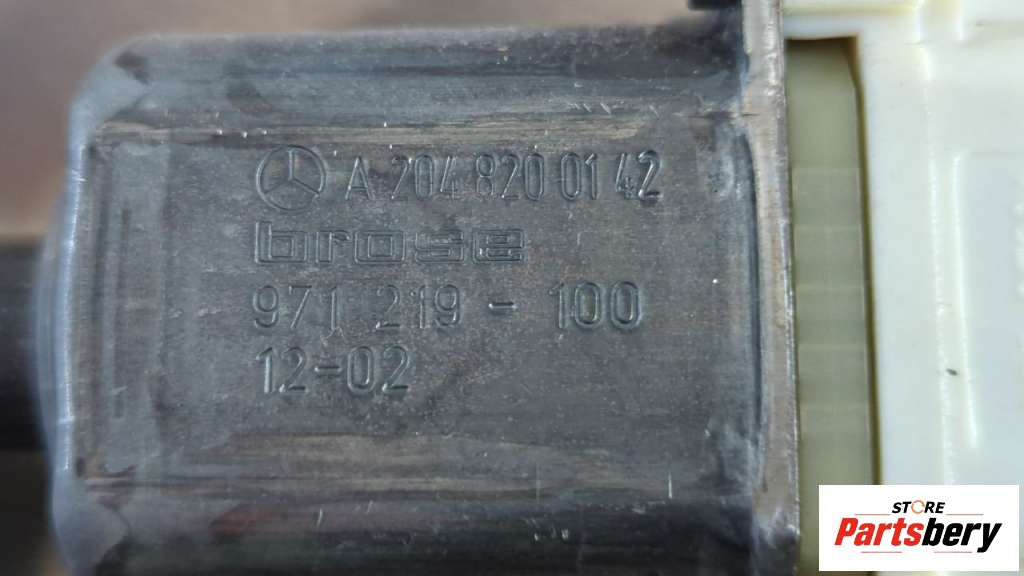 A 204 820 01 42
brose
971 219 - 100
12-02
STORE
Partsbery